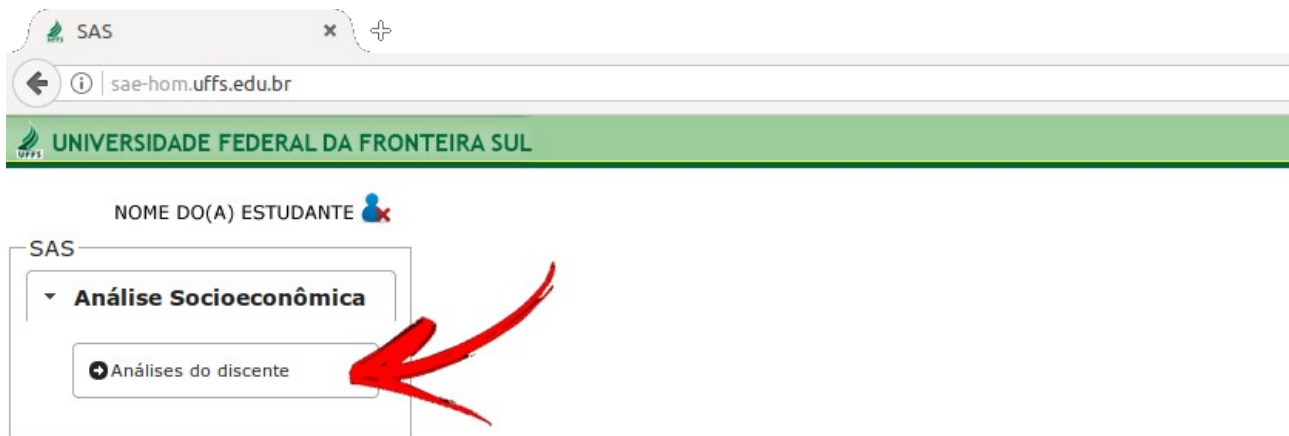 SAS
sae-hom.uffs.edu.br
UFFS UNIVERSIDADE FEDERAL DA FRONTEIRA SUL
NOME DO(A) ESTUDANTE
SAS
Análise Socioeconômica
Análises do discente